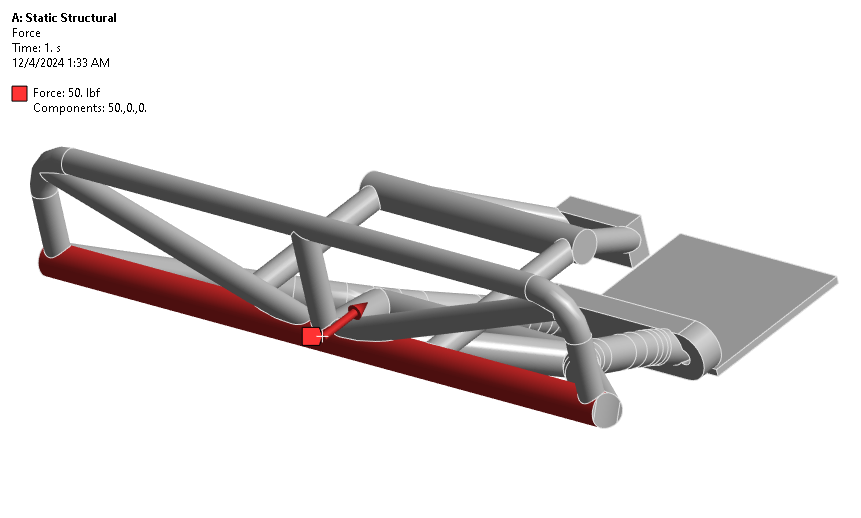 A: Static Structural
Force
Time: 1. s
12/4/2024 1:33 AM
Force: 50. lbf
Components: 50.,0.,0.